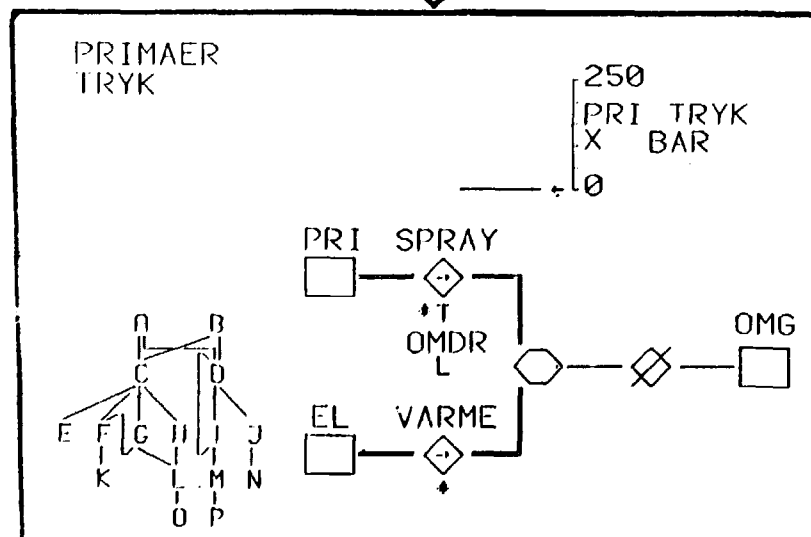 PRIMAER
TRYK
250
PRI TRYK
X BAR
0
PRI SPRAY
T
OMDR
L
OMG
EL VARME
A B
C D
E F G H I J
K L M N
O P